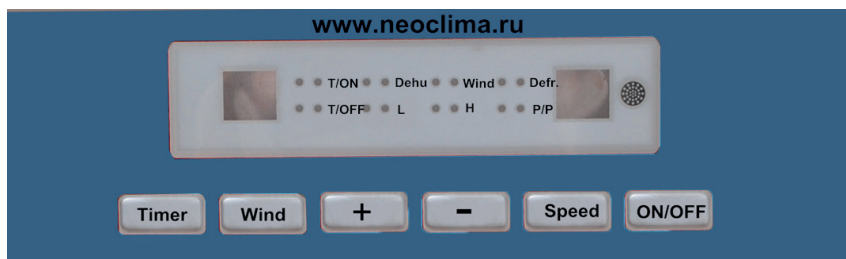 www.neoclima.ru
T/ON Dehu Wind Defr.
T/OFF L H P/P
Timer Wind + - Speed ON/OFF